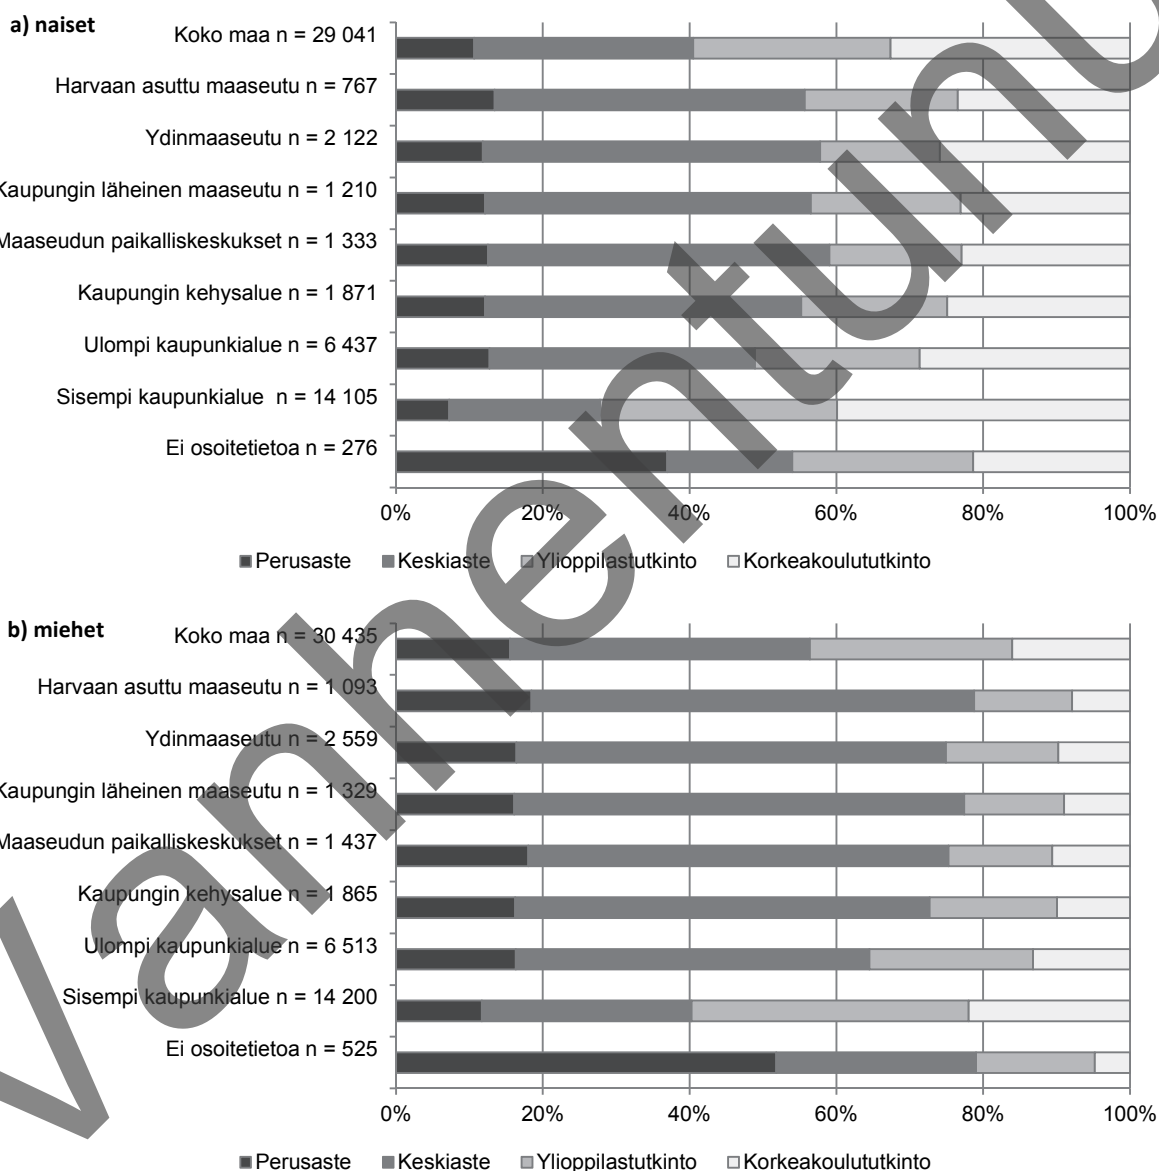 a) naiset
Koko maa n = 29 041
Harvaan asuttu maaseutu n = 767
Ydinmaaseutu n = 2 122
Kaupungin läheinen maaseutu n = 1 210
Maaseudun paikalliskeskukset n = 1 333
Kaupungin kehysalue n = 1 871
Ulompi kaupunkialue n = 6 437
Sisempi kaupunkialue n = 14 105
Ei osoitetietoa n = 276
0% 20% 40% 60% 80% 100%
Perusaste Keskiaste Ylioppilastutkinto Korkeakoulututkinto
b) miehet
Koko maa n = 30 435
Harvaan asuttu maaseutu n = 1 093
Ydinmaaseutu n = 2 559
Kaupungin läheinen maaseutu n = 1 329
Maaseudun paikalliskeskukset n = 1 437
Kaupungin kehysalue n = 1 865
Ulompi kaupunkialue n = 6 513
Sisempi kaupunkialue n = 14 200
Ei osoitetietoa n = 525
0% 20% 40% 60% 80% 100%
Perusaste Keskiaste Ylioppilastutkinto Korkeakoulututkinto
Vanhentunu